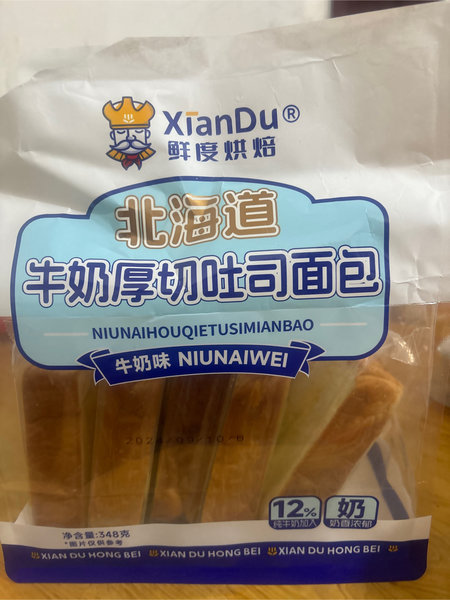 XianDu®
鲜度烘焙
北海道
牛奶厚切吐司面包
NIUNAIHOUQIETUSIMIANBAO
牛奶味 NIUNAIWEI
2024/09/10/B
12% 奶
纯牛奶加入 奶香浓郁
净含量:348克
*图片仅供参考
XIAN DU HONG BEI XIAN DU HONG BEI XIAN DU HONG BEI